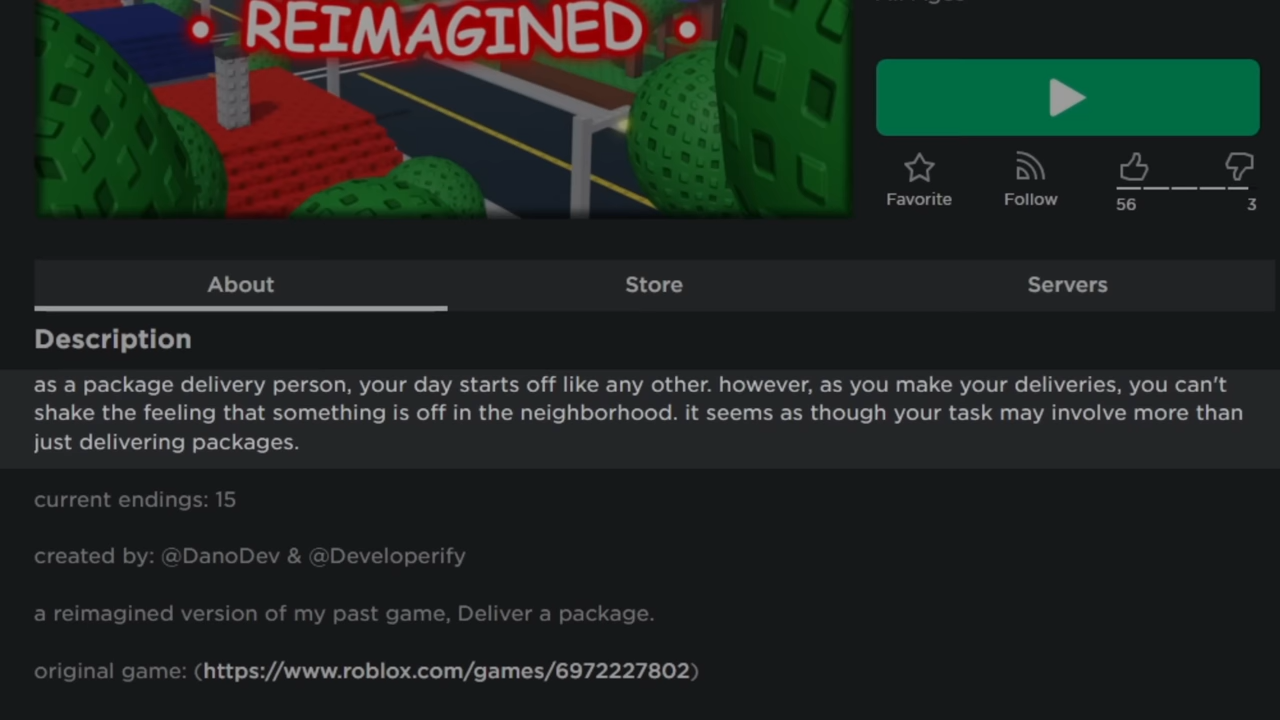 • REIMAGINED •
Favorite
Follow
56
3
About
Store
Servers
Description
as a package delivery person, your day starts off like any other. however, as you make your deliveries, you can't
shake the feeling that something is off in the neighborhood. it seems as though your task may involve more than
just delivering packages.
current endings: 15
created by: @DanoDev & @Developerify
a reimagined version of my past game, Deliver a package.
original game: (https://www.roblox.com/games/6972227802)